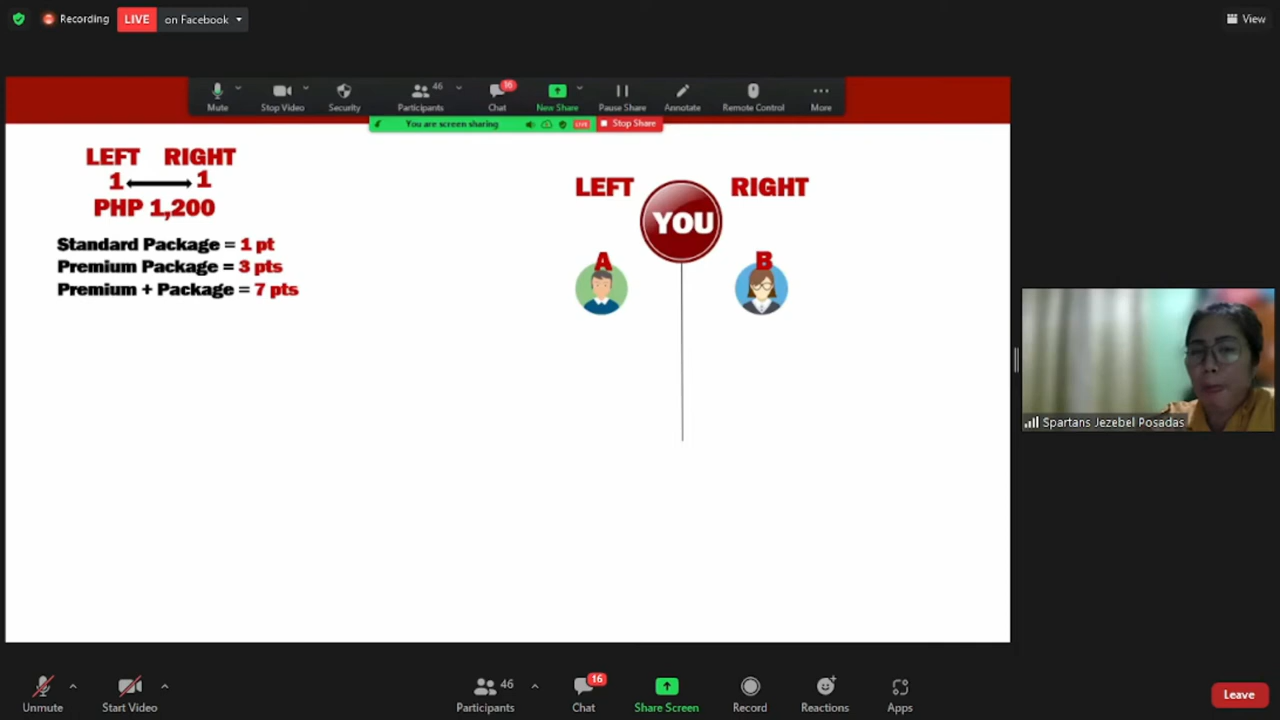 Recording
LIVE
on Facebook
View
Mute
Stop Video
Security
46
Participants
16
Chat
New Share
Pause Share
Annotate
Remote Control
More
You are screen sharing
LIVE
Stop Share
LEFT RIGHT
1 1
PHP 1,200
Standard Package = 1 pt
Premium Package = 3 pts
Premium + Package = 7 pts
LEFT
YOU
RIGHT
A
B
Spartans Jezebel Posadas
Unmute
Start Video
46
Participants
16
Chat
Share Screen
Record
Reactions
Apps
Leave